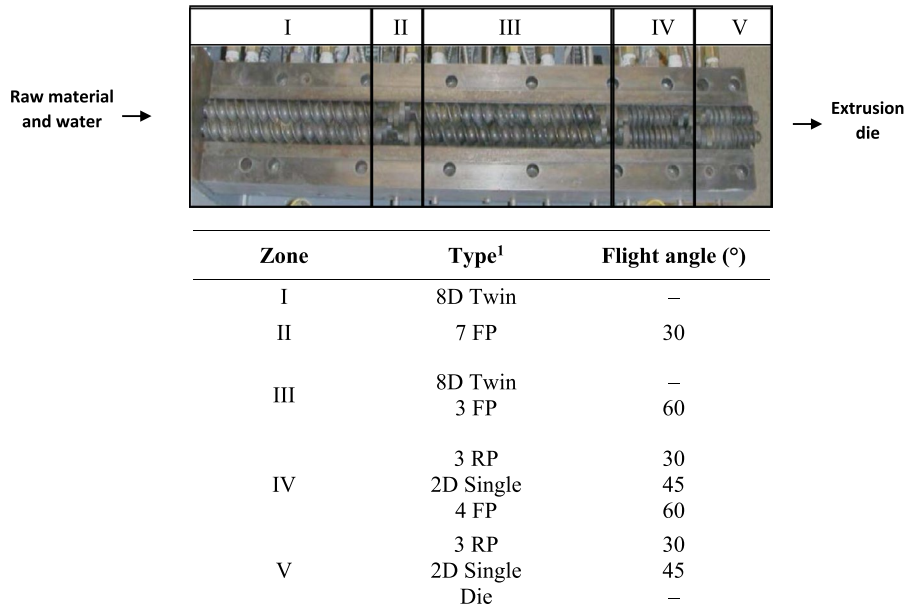 I II III IV V
Raw material
and water
Extrusion
die
Zone Type¹ Flight angle (°)
I 8D Twin –
II 7 FP 30
III
8D Twin –
3 FP 60
IV
3 RP 30
2D Single 45
4 FP 60
V
3 RP 30
2D Single 45
Die –